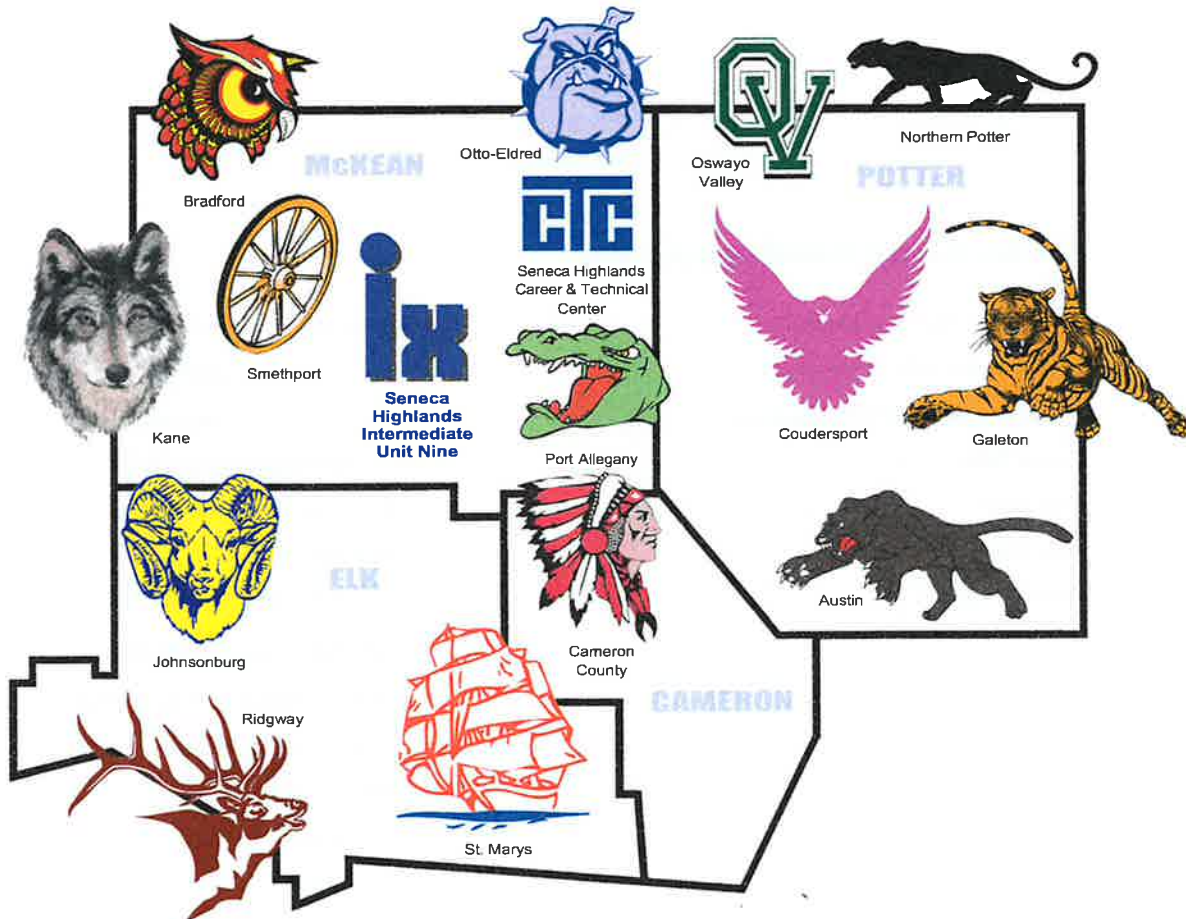 McKEAN
Bradford
Otto-Eldred
OV
Oswayo
Valley
Northern Potter
POTTER
CTC
Seneca Highlands
Career & Technical
Center
Smethport
ix
Seneca
Highlands
Intermediate
Unit Nine
Kane
Port Allegany
Coudersport
Galeton
ELK
Johnsonburg
Cameron
County
Austin
CAMERON
Ridgway
St. Marys